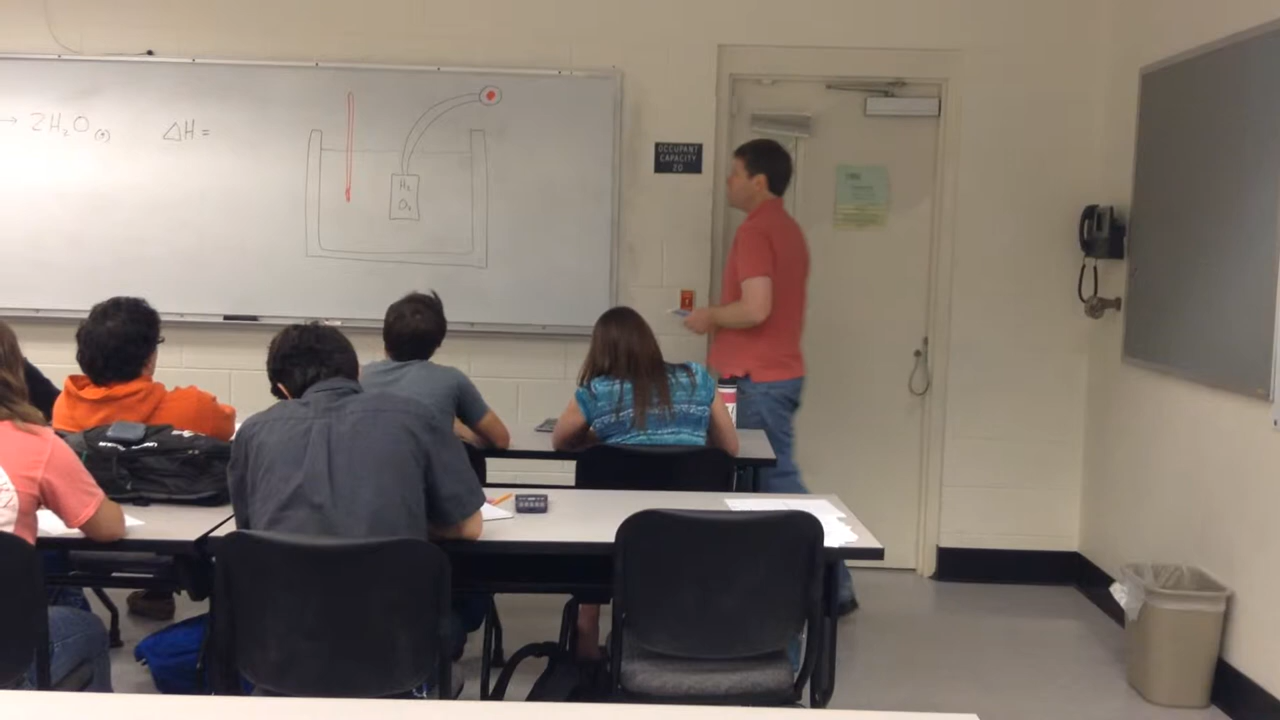 → 2H₂O (g) ΔH =
H₂
O₂
OCCUPANT
CAPACITY
20